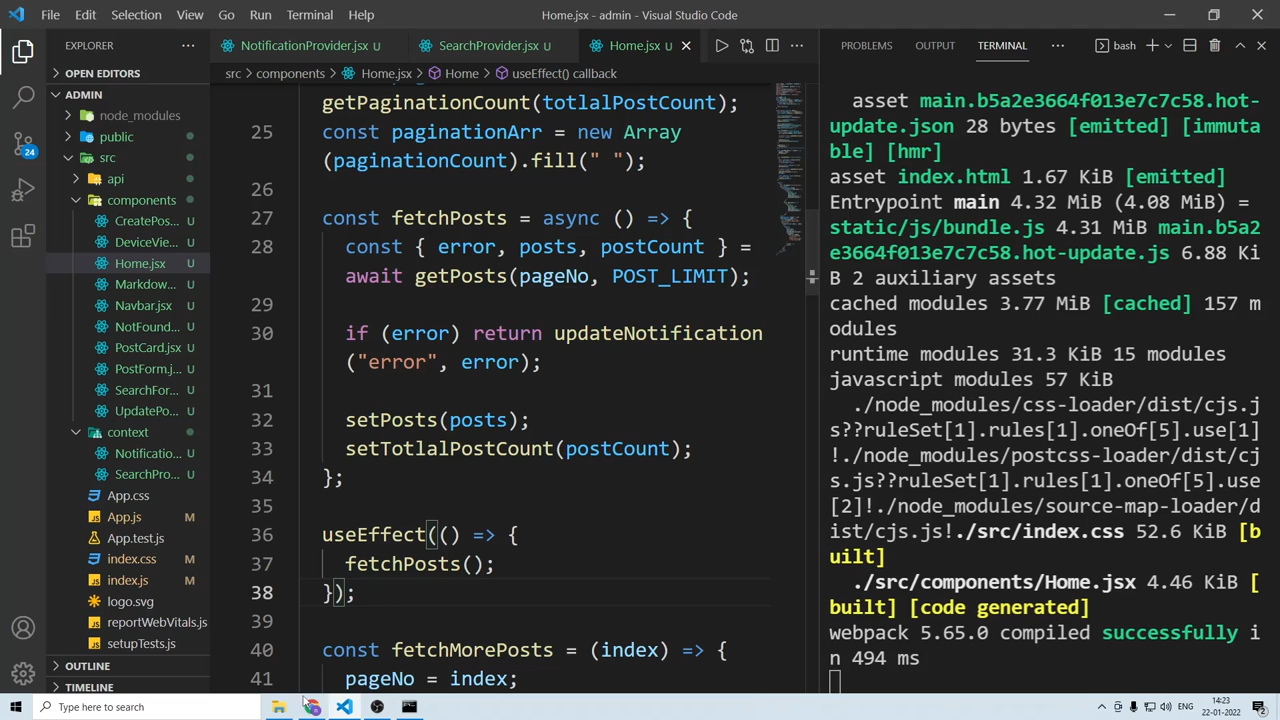 File Edit Selection View Go Run Terminal Help Home.jsx - admin - Visual Studio Code
EXPLORER
OPEN EDITORS
ADMIN
node_modules
public
src
api
components
CreatePos... U
DeviceVie... U
Home.jsx U
Markdow... U
Navbar.jsx U
NotFoun... U
PostCard.jsx U
PostForm.j... U
SearchFor... U
UpdatePo... U
context
Notificatio... U
SearchPro... U
App.css
App.js M
App.test.js
index.css M
index.js M
logo.svg
reportWebVitals.js
setupTests.js
OUTLINE
TIMELINE
24
NotificationProvider.jsx U SearchProvider.jsx U Home.jsx U
src > components > Home.jsx > Home > useEffect() callback
getPaginationCount(totlalPostCount);
25 const paginationArr = new Array
(paginationCount).fill(" ");
26
27 const fetchPosts = async () => {
28 const { error, posts, postCount } =
await getPosts(pageNo, POST_LIMIT);
29
30 if (error) return updateNotification
("error", error);
31
32 setPosts(posts);
33 setTotlalPostCount(postCount);
34 };
35
36 useEffect(() => {
37 fetchPosts();
38 });
39
40 const fetchMorePosts = (index) => {
41 pageNo = index;
PROBLEMS OUTPUT TERMINAL bash
asset main.b5a2e3664f013e7c7c58.hot-
update.json 28 bytes [emitted] [immuta
ble] [hmr]
asset index.html 1.67 KiB [emitted]
Entrypoint main 4.32 MiB (4.08 MiB) =
static/js/bundle.js 4.31 MiB main.b5a2
e3664f013e7c7c58.hot-update.js 6.88 Ki
B 2 auxiliary assets
cached modules 3.77 MiB [cached] 157 m
odules
runtime modules 31.3 KiB 15 modules
javascript modules 57 KiB
./node_modules/css-loader/dist/cjs.j
s??ruleSet[1].rules[1].oneOf[5].use[1]
!./node_modules/postcss-loader/dist/cj
s.js??ruleSet[1].rules[1].oneOf[5].use
[2]!./node_modules/source-map-loader/d
ist/cjs.js!./src/index.css 52.6 KiB [b
uilt]
./src/components/Home.jsx 4.46 KiB [
built] [code generated]
webpack 5.65.0 compiled successfully i
n 494 ms
Type here to search
ENG
14:23
22-01-2022
2